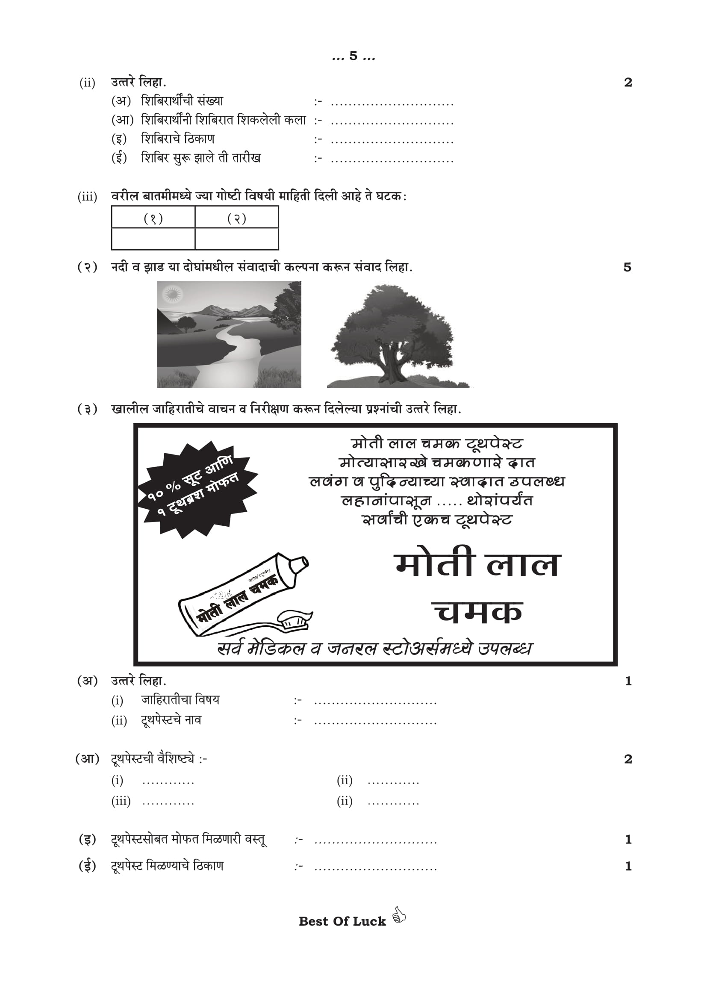 ... 5 ...
(ii) उत्तरे लिहा. 2
(अ) शिबिरार्थींची संख्या :- ............................
(आ) शिबिरार्थींनी शिबिरात शिकलेली कला :- ............................
(इ) शिबिराचे ठिकाण :- ............................
(ई) शिबिर सुरू झाले ती तारीख :- ............................
(iii) वरील बातमीमध्ये ज्या गोष्टी विषयी माहिती दिली आहे ते घटक:
(१) (२)
(२) नदी व झाड या दोघांमधील संवादाची कल्पना करून संवाद लिहा. 5
(३) खालील जाहिरातीचे वाचन व निरीक्षण करून दिलेल्या प्रश्नांची उत्तरे लिहा.
१० % सूट आणि
१ टूथब्रश मोफत
मोती लाल चमक टूथपेस्ट
मोत्यासारखे चमकणारे दात
लवंग व पुदिन्याच्या स्वादात उपलब्ध
लहानांपासून ..... थोरांपर्यंत
सर्वांची एकच टूथपेस्ट
मोती लाल
चमक
मोती लाल चमक
सर्व मेडिकल व जनरल स्टोअर्समध्ये उपलब्ध
(अ) उत्तरे लिहा. 1
(i) जाहिरातीचा विषय :- ............................
(ii) टूथपेस्टचे नाव :- ............................
(आ) टूथपेस्टची वैशिष्ट्ये :- 2
(i) ............ (ii) ............
(iii) ............ (ii) ............
(इ) टूथपेस्टसोबत मोफत मिळणारी वस्तू :- ............................ 1
(ई) टूथपेस्ट मिळण्याचे ठिकाण :- ............................ 1
Best Of Luck